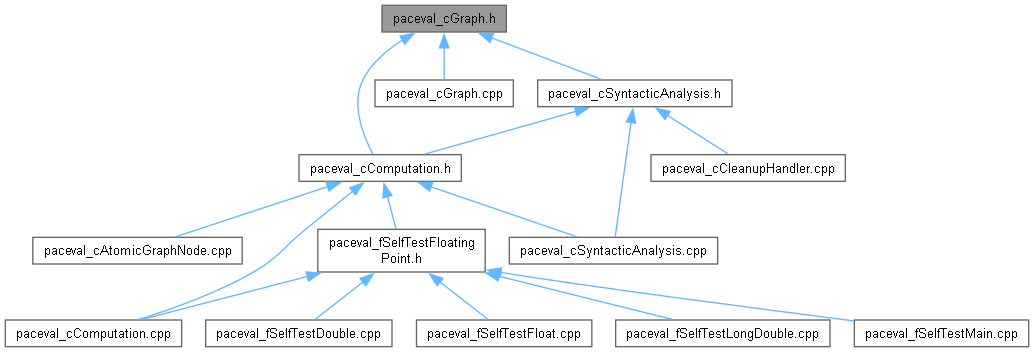 paceval_cGraph.h
paceval_cGraph.cpp
paceval_cSyntacticAnalysis.h
paceval_cComputation.h
paceval_cCleanupHandler.cpp
paceval_cAtomicGraphNode.cpp
paceval_fSelfTestFloating
Point.h
paceval_cSyntacticAnalysis.cpp
paceval_cComputation.cpp
paceval_fSelfTestDouble.cpp
paceval_fSelfTestFloat.cpp
paceval_fSelfTestLongDouble.cpp
paceval_fSelfTestMain.cpp